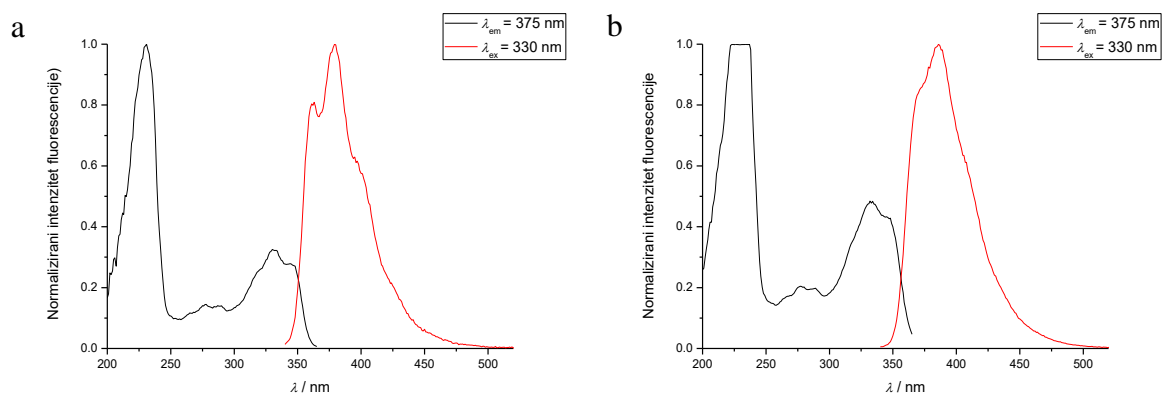 a
λem = 375 nm
λex = 330 nm
Normalizirani intenzitet fluorescencije)
1.0
0.8
0.6
0.4
0.2
0.0
200 250 300 350 400 450 500
λ / nm
b
λem = 375 nm
λex = 330 nm
Normalizirani intenzitet fluorescencije
1.0
0.8
0.6
0.4
0.2
0.0
200 250 300 350 400 450 500
λ / nm